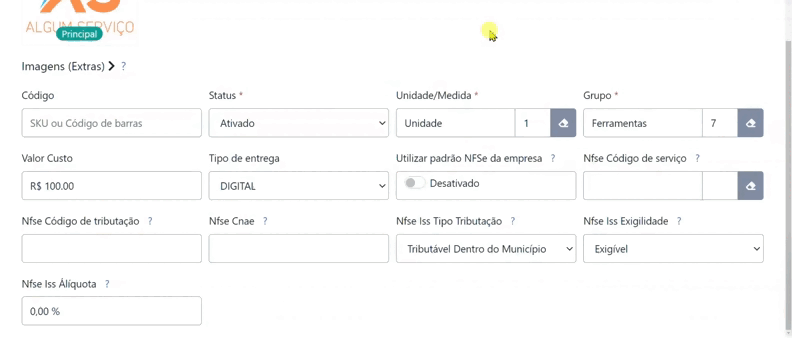 ALGUM SERVIÇO
Principal
Imagens (Extras) ?
Código
Status *
Unidade/Medida *
Grupo *
SKU ou Código de barras
Ativado
Unidade
1
Ferramentas
7
Valor Custo
Tipo de entrega
Utilizar padrão NFSe da empresa ?
Nfse Código de serviço ?
R$ 100.00
DIGITAL
Desativado
Nfse Código de tributação ?
Nfse Cnae ?
Nfse Iss Tipo Tributação ?
Nfse Iss Exigilidade ?
Tributável Dentro do Município
Exigível
Nfse Iss Álíquota ?
0,00 %